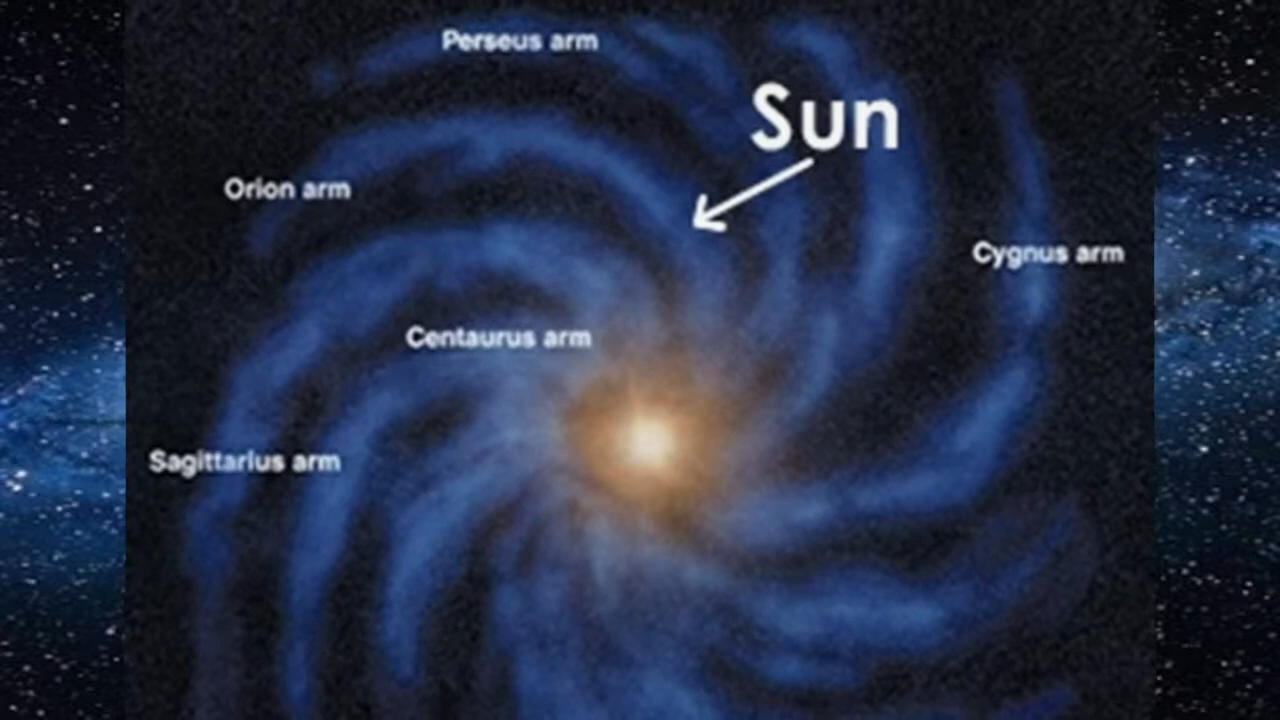 Perseus arm
Sun
Orion arm
Cygnus arm
Centaurus arm
Sagittarius arm